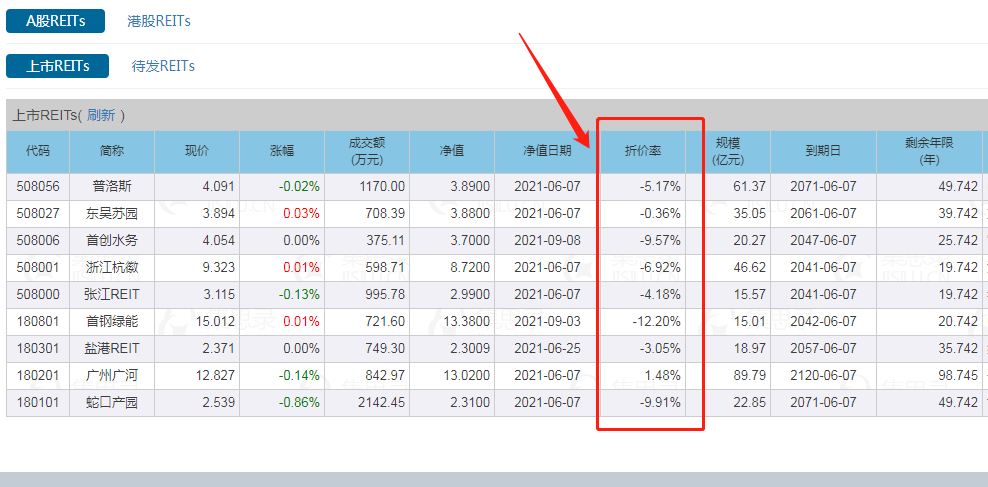 A股REITs 港股REITs
上市REITs 待发REITs
上市REITs( 刷新 )
代码 简称 现价 涨幅 成交额(万元) 净值 净值日期 折价率 规模(亿元) 到期日 剩余年限(年)
508056 普洛斯 4.091 -0.02% 1170.00 3.8900 2021-06-07 -5.17% 61.37 2071-06-07 49.742
508027 东吴苏园 3.894 0.03% 708.39 3.8800 2021-06-07 -0.36% 35.05 2061-06-07 39.742
508006 首创水务 4.054 0.00% 375.11 3.7000 2021-09-08 -9.57% 20.27 2047-06-07 25.742
508001 浙江杭徽 9.323 0.01% 598.71 8.7200 2021-06-07 -6.92% 46.62 2041-06-07 19.742
508000 张江REIT 3.115 -0.13% 995.78 2.9900 2021-06-07 -4.18% 15.57 2041-06-07 19.742
180801 首钢绿能 15.012 0.01% 721.60 13.3800 2021-09-03 -12.20% 15.01 2042-06-07 20.742
180301 盐港REIT 2.371 0.00% 749.30 2.3009 2021-06-25 -3.05% 18.97 2057-06-07 35.742
180201 广州广河 12.827 -0.14% 842.97 13.0200 2021-06-07 1.48% 89.79 2120-06-07 98.745
180101 蛇口产园 2.539 -0.86% 2142.45 2.3100 2021-06-07 -9.91% 22.85 2071-06-07 49.742